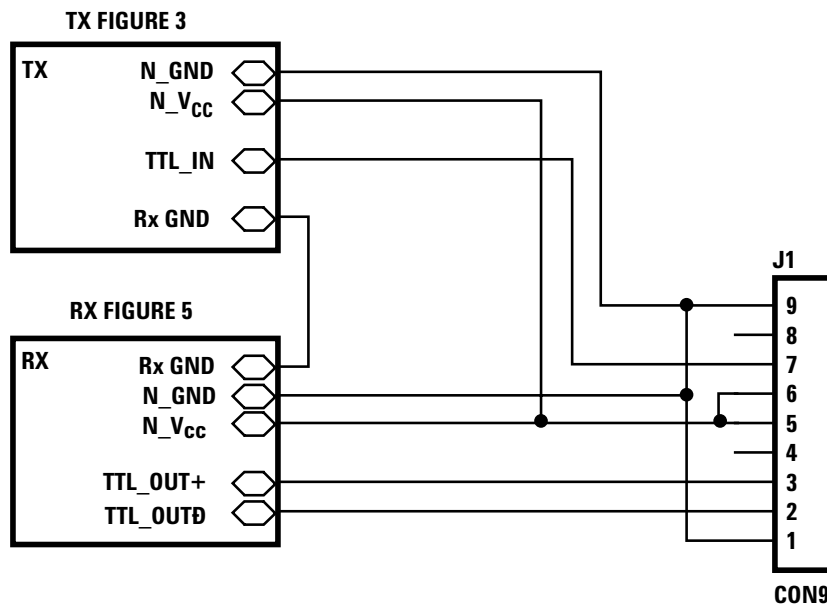 TX FIGURE 3
TX
N_GND
N_VCC
TTL_IN
Rx GND
RX FIGURE 5
RX
Rx GND
N_GND
N_Vcc
TTL_OUT+
TTL_OUTÐ
J1
9
8
7
6
5
4
3
2
1
CON9